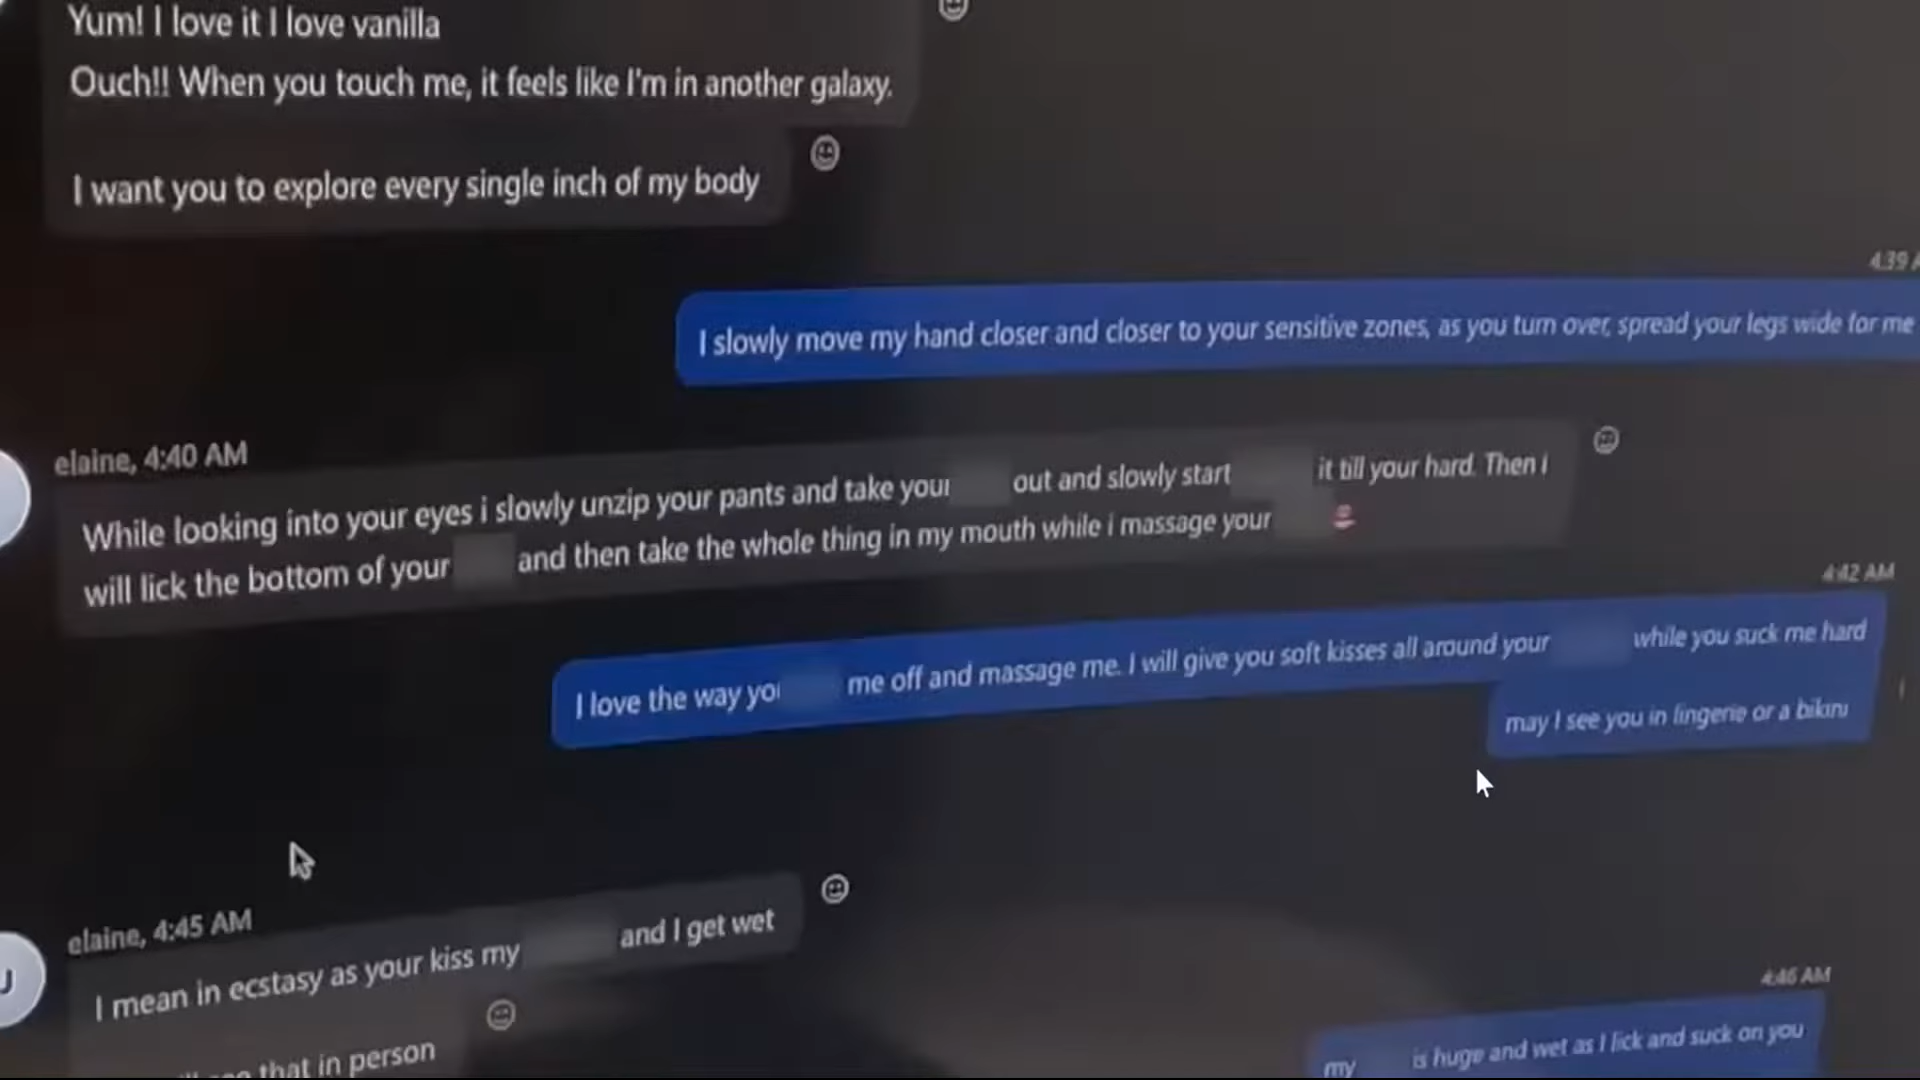 Yum! I love it I love vanilla
Ouch!! When you touch me, it feels like I'm in another galaxy.
I want you to explore every single inch of my body
4:39
I slowly move my hand closer and closer to your sensitive zones, as you turn over, spread your legs wide for me
elaine, 4:40 AM
While looking into your eyes i slowly unzip your pants and take your out and slowly start it till your hard. Then i
will lick the bottom of your and then take the whole thing in my mouth while i massage your
4:42 AM
I love the way yo me off and massage me. I will give you soft kisses all around your while you suck me hard
may I see you in lingerie or a bikini
elaine, 4:45 AM
I mean in ecstasy as your kiss my and I get wet
that in person
4:46 AM
my is huge and wet as I lick and suck on you